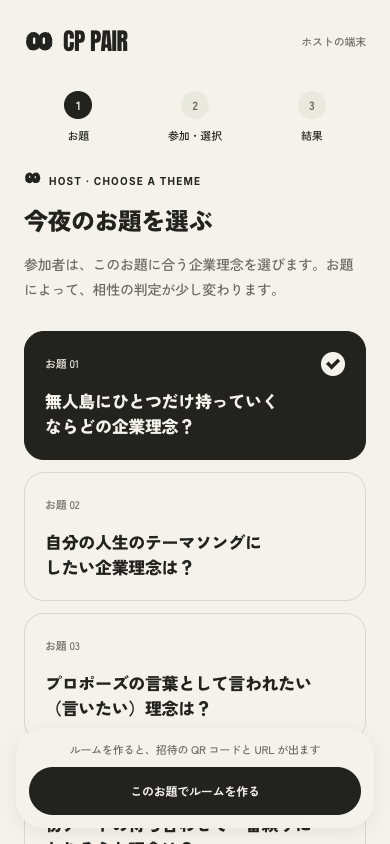 CP PAIR
ホストの端末
1
2
3
お題
参加・選択
結果
HOST · CHOOSE A THEME
今夜のお題を選ぶ
参加者は、このお題に合う企業理念を選びます。お題
によって、相性の判定が少し変わります。
お題 01
無人島にひとつだけ持っていく
ならどの企業理念？
お題 02
自分の人生のテーマソングに
したい企業理念は？
お題 03
プロポーズの言葉として言われたい
（言いたい）理念は？
ルームを作ると、招待の QR コードと URL が出ます
このお題でルームを作る